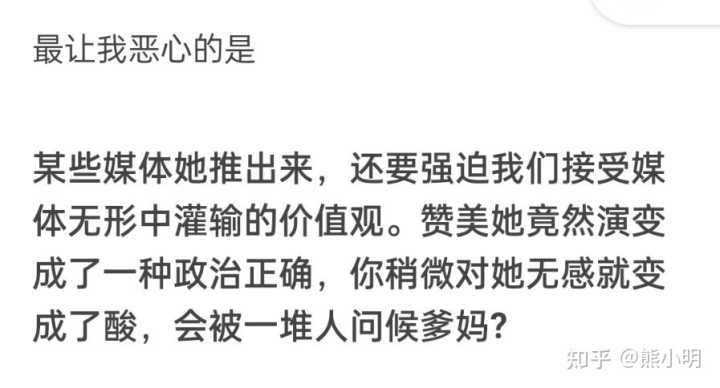 最让我恶心的是
某些媒体她推出来，还要强迫我们接受媒
体无形中灌输的价值观。赞美她竟然演变
成了一种政治正确，你稍微对她无感就变
成了酸，会被一堆人问候爹妈？
知乎 @熊小明